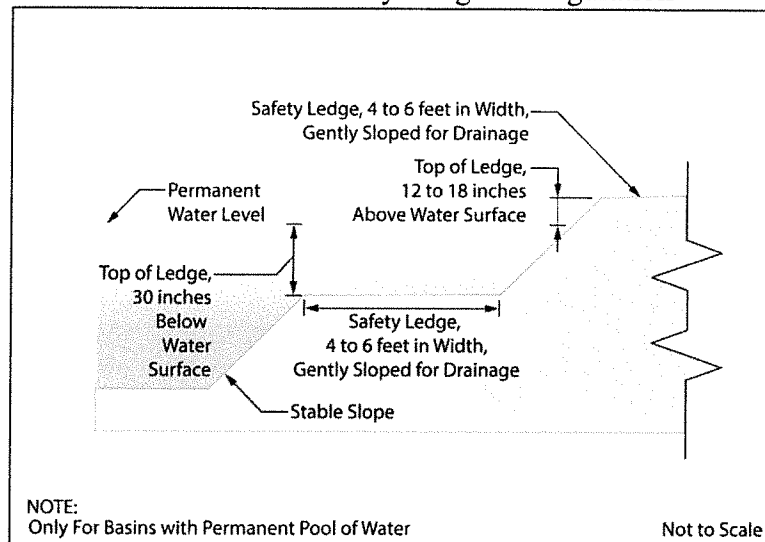 Safety Ledge, 4 to 6 feet in Width,
Gently Sloped for Drainage
Top of Ledge,
12 to 18 inches
Above Water Surface
Permanent
Water Level
Top of Ledge,
30 inches
Below
Water
Surface
Safety Ledge,
4 to 6 feet in Width,
Gently Sloped for Drainage
Stable Slope
NOTE:
Only For Basins with Permanent Pool of Water
Not to Scale